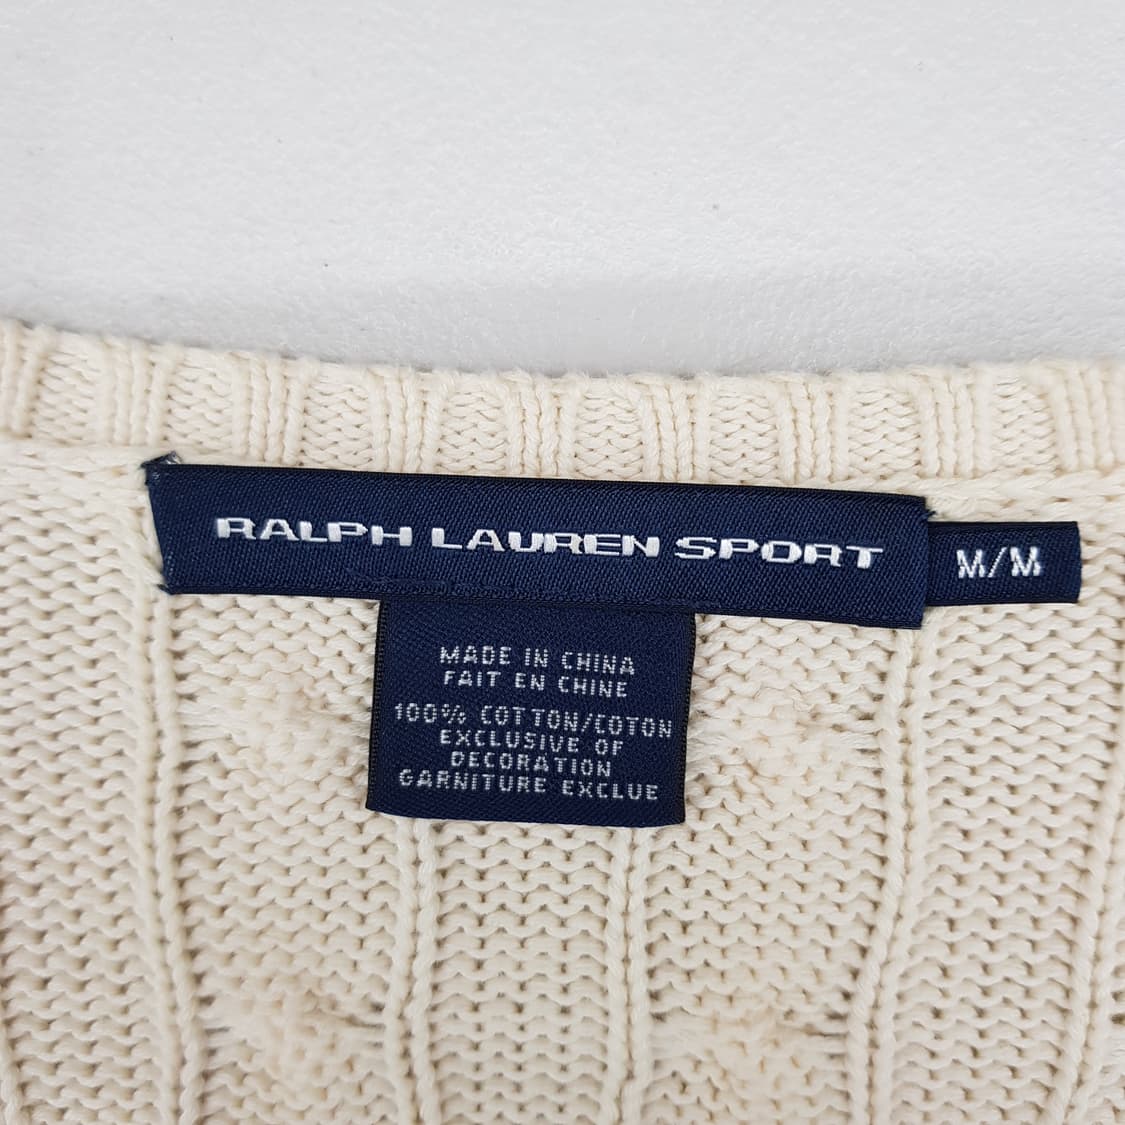 RALPH LAUREN SPORT
M/M
MADE IN CHINA
FAIT EN CHINE
100% COTTON/COTON
EXCLUSIVE OF
DECORATION
GARNITURE EXCLUE